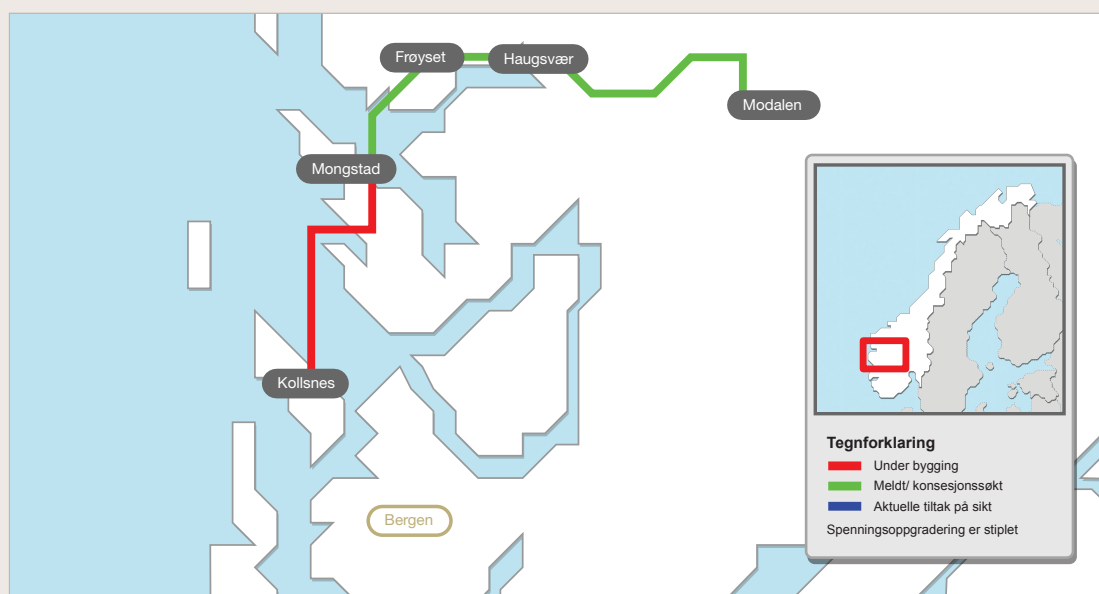 Frøyset
Haugsvær
Modalen
Mongstad
Kollsnes
Bergen
Tegnforklaring
Under bygging
Meldt/ konsesjonssøkt
Aktuelle tiltak på sikt
Spenningsoppgradering er stiplet